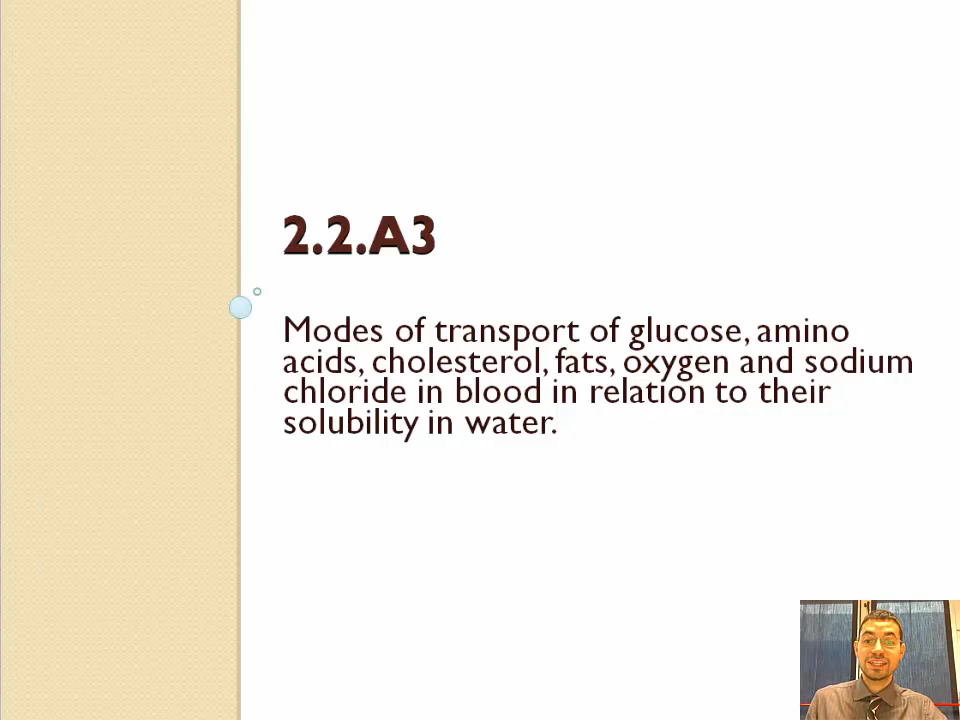 2.2.A3
Modes of transport of glucose, amino
acids, cholesterol, fats, oxygen and sodium
chloride in blood in relation to their
solubility in water.